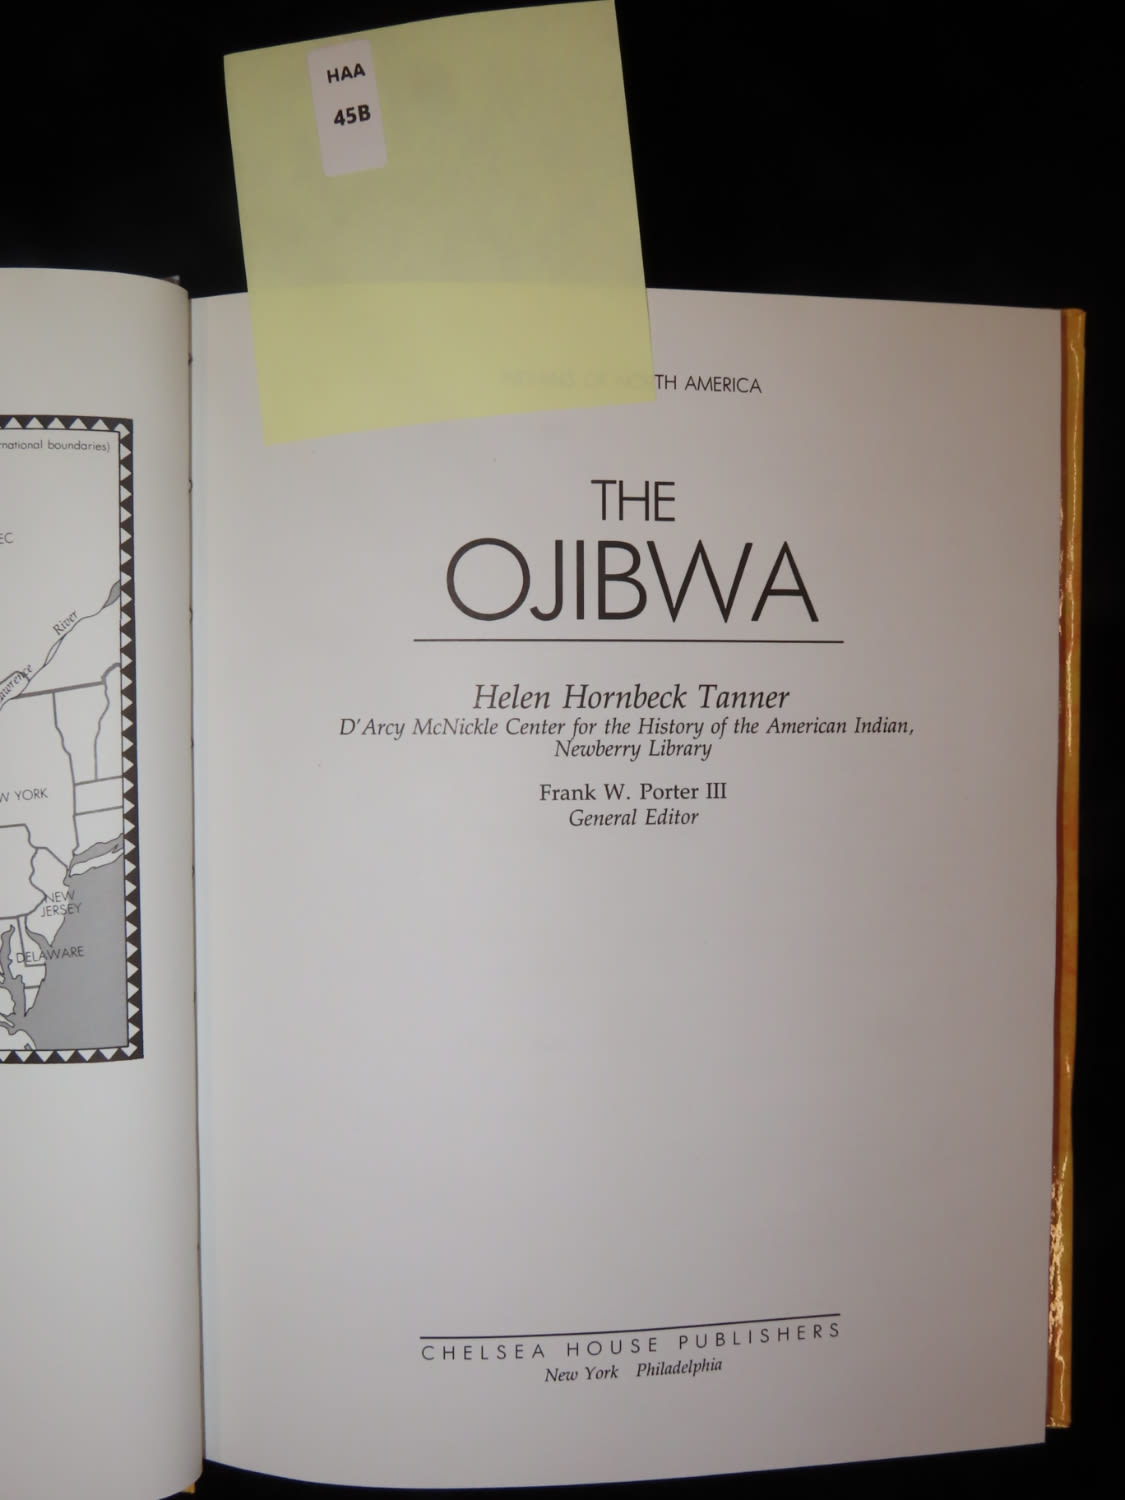 HAA
45B
TH AMERICA
THE
OJIBWA
Helen Hornbeck Tanner
D'Arcy McNickle Center for the History of the American Indian,
Newberry Library
Frank W. Porter III
General Editor
CHELSEA HOUSE PUBLISHERS
New York Philadelphia
rnational boundaries)
EC
River
awrence
W YORK
NEW
JERSEY
DELAWARE